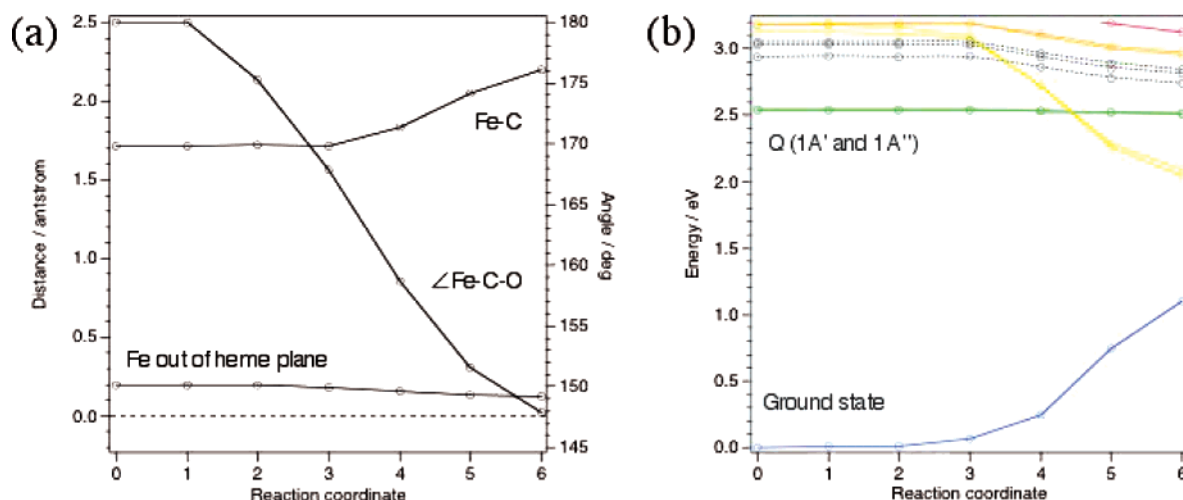 (a)
2.5
2.0
1.5
1.0
0.5
0.0
Distance / antstrom
180
175
170
165
160
155
150
145
Angle / deg
Fe-C
∠Fe-C-O
Fe out of heme plane
0 1 2 3 4 5 6
Reaction coordinate
(b)
3.0
2.5
2.0
1.5
1.0
0.5
0.0
Energy / eV
Q (1A' and 1A'')
Ground state
0 1 2 3 4 5 6
Reaction coordinate